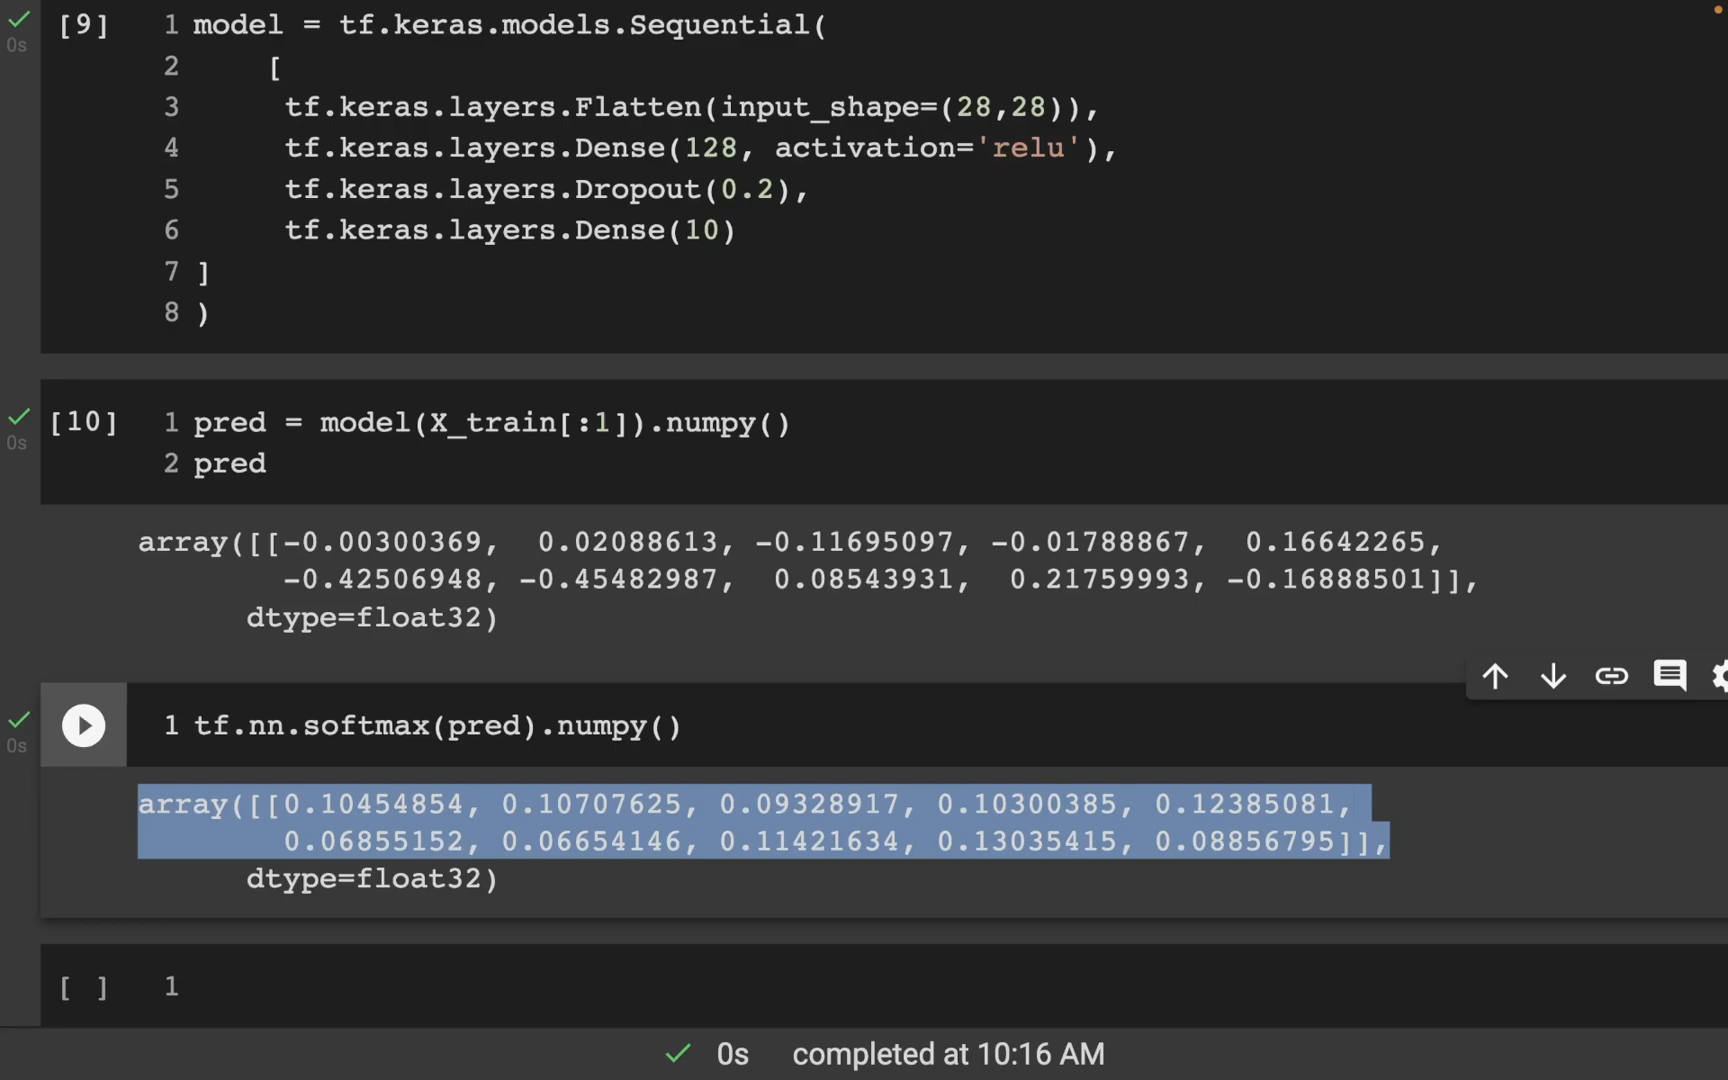 [9] 1 model = tf.keras.models.Sequential(
2 [
3 tf.keras.layers.Flatten(input_shape=(28,28)),
4 tf.keras.layers.Dense(128, activation='relu'),
5 tf.keras.layers.Dropout(0.2),
6 tf.keras.layers.Dense(10)
7 ]
8 )
0s
[10] 1 pred = model(X_train[:1]).numpy()
0s
2 pred
array([[-0.00300369, 0.02088613, -0.11695097, -0.01788867, 0.16642265,
-0.42506948, -0.45482987, 0.08543931, 0.21759993, -0.16888501]],
dtype=float32)
1 tf.nn.softmax(pred).numpy()
0s
array([[0.10454854, 0.10707625, 0.09328917, 0.10300385, 0.12385081,
0.06855152, 0.06654146, 0.11421634, 0.13035415, 0.08856795]],
dtype=float32)
[ ] 1
0s completed at 10:16 AM